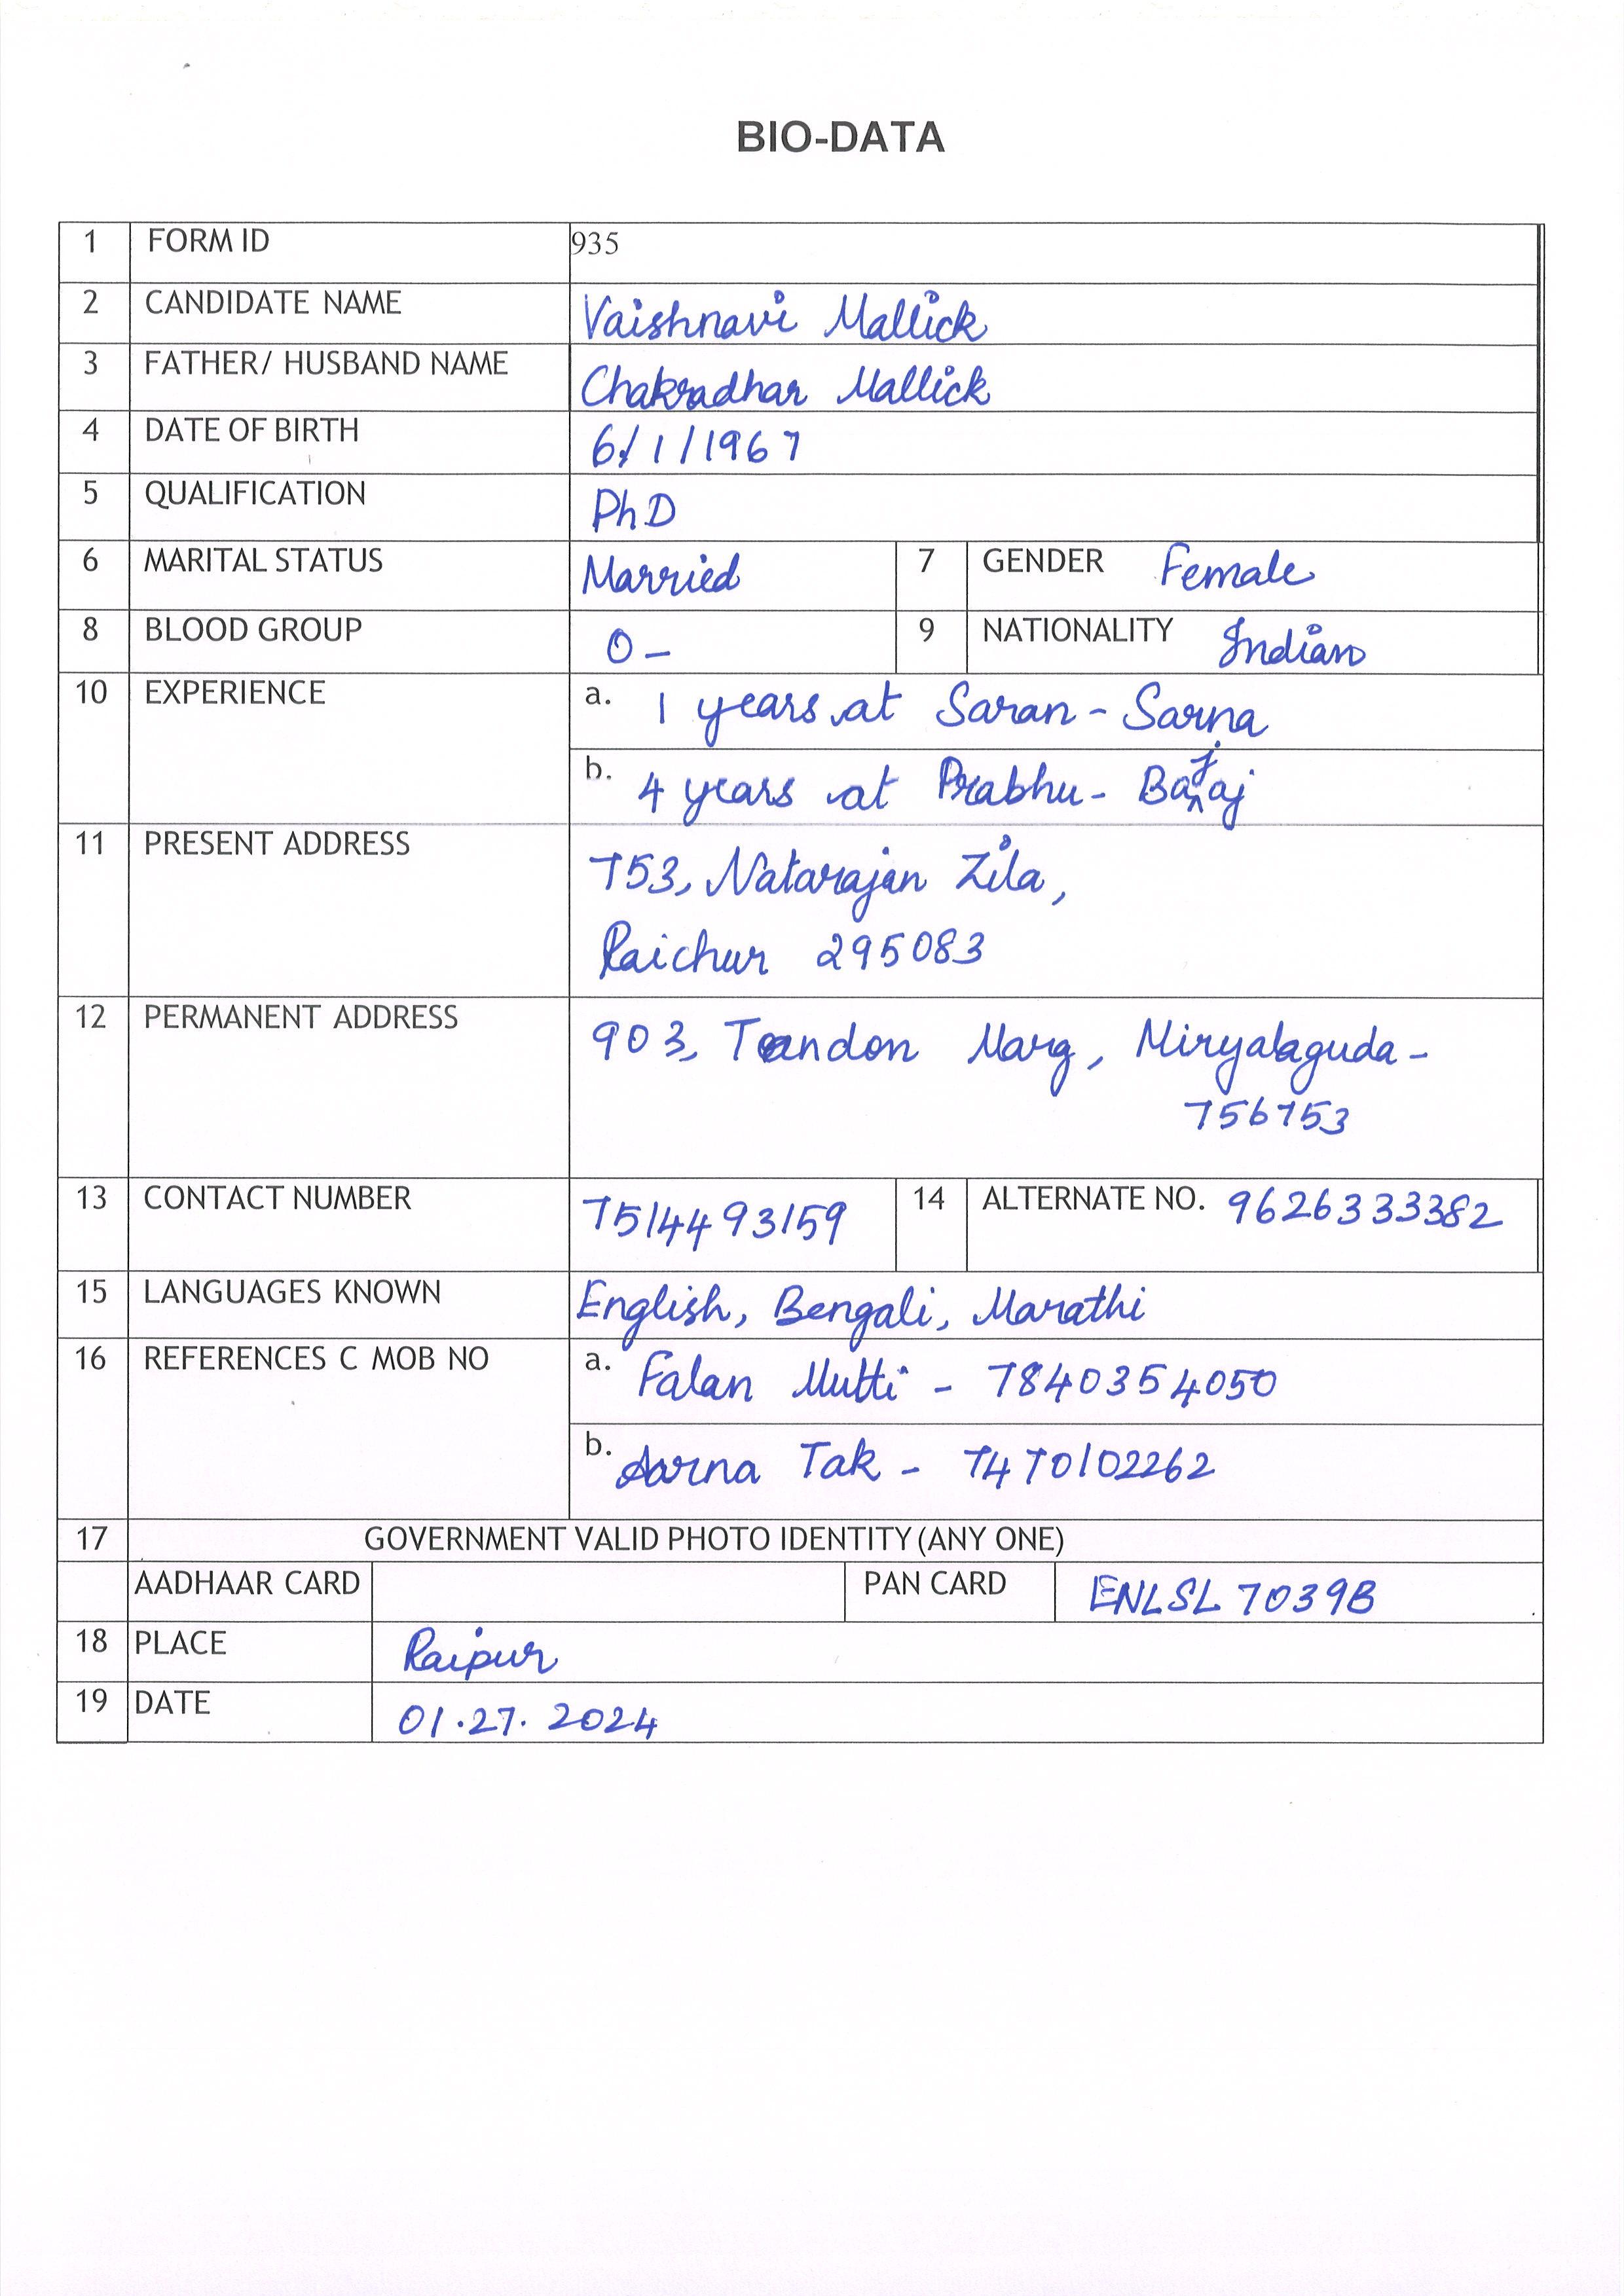 BIO-DATA
1 FORM ID 935
2 CANDIDATE NAME Vaishnavi Mallick
3 FATHER/ HUSBAND NAME Chakradhar Mallick
4 DATE OF BIRTH 6/1/1967
5 QUALIFICATION PhD
6 MARITAL STATUS Married 7 GENDER Female
8 BLOOD GROUP O- 9 NATIONALITY Indian
10 EXPERIENCE a. 1 years at Saran - Sarna
b. 4 years at Prabhu - Bajaj
11 PRESENT ADDRESS 753, Natarajan Zila,
Raichur 295083
12 PERMANENT ADDRESS 903, Tandon Marg, Miryalaguda -
756753
13 CONTACT NUMBER 7514493159 14 ALTERNATE NO. 9626333382
15 LANGUAGES KNOWN English, Bengali, Marathi
16 REFERENCES C MOB NO a. Falan Mutti - 7840354050
b. Aarna Tak - 7470102262
17 GOVERNMENT VALID PHOTO IDENTITY (ANY ONE)
AADHAAR CARD PAN CARD ENLSL7039B
18 PLACE Raipur
19 DATE 01.27.2024